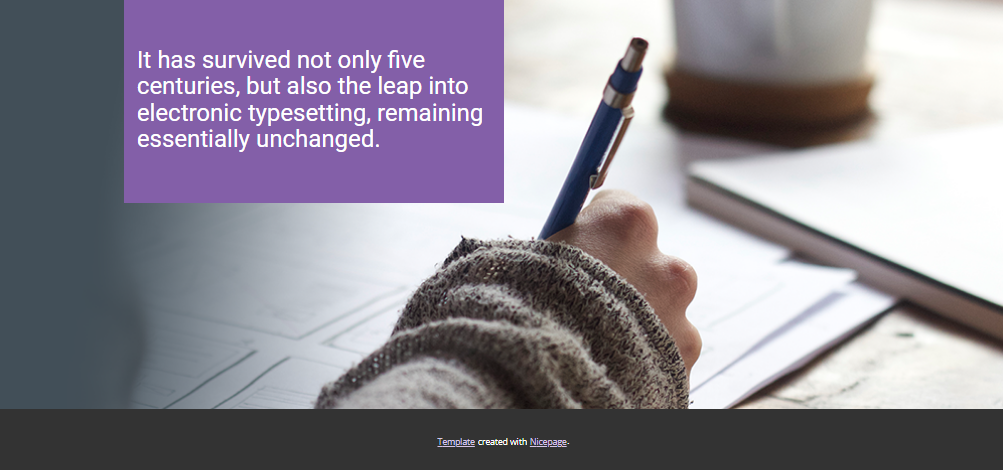 It has survived not only five
centuries, but also the leap into
electronic typesetting, remaining
essentially unchanged.
Template created with Nicepage.